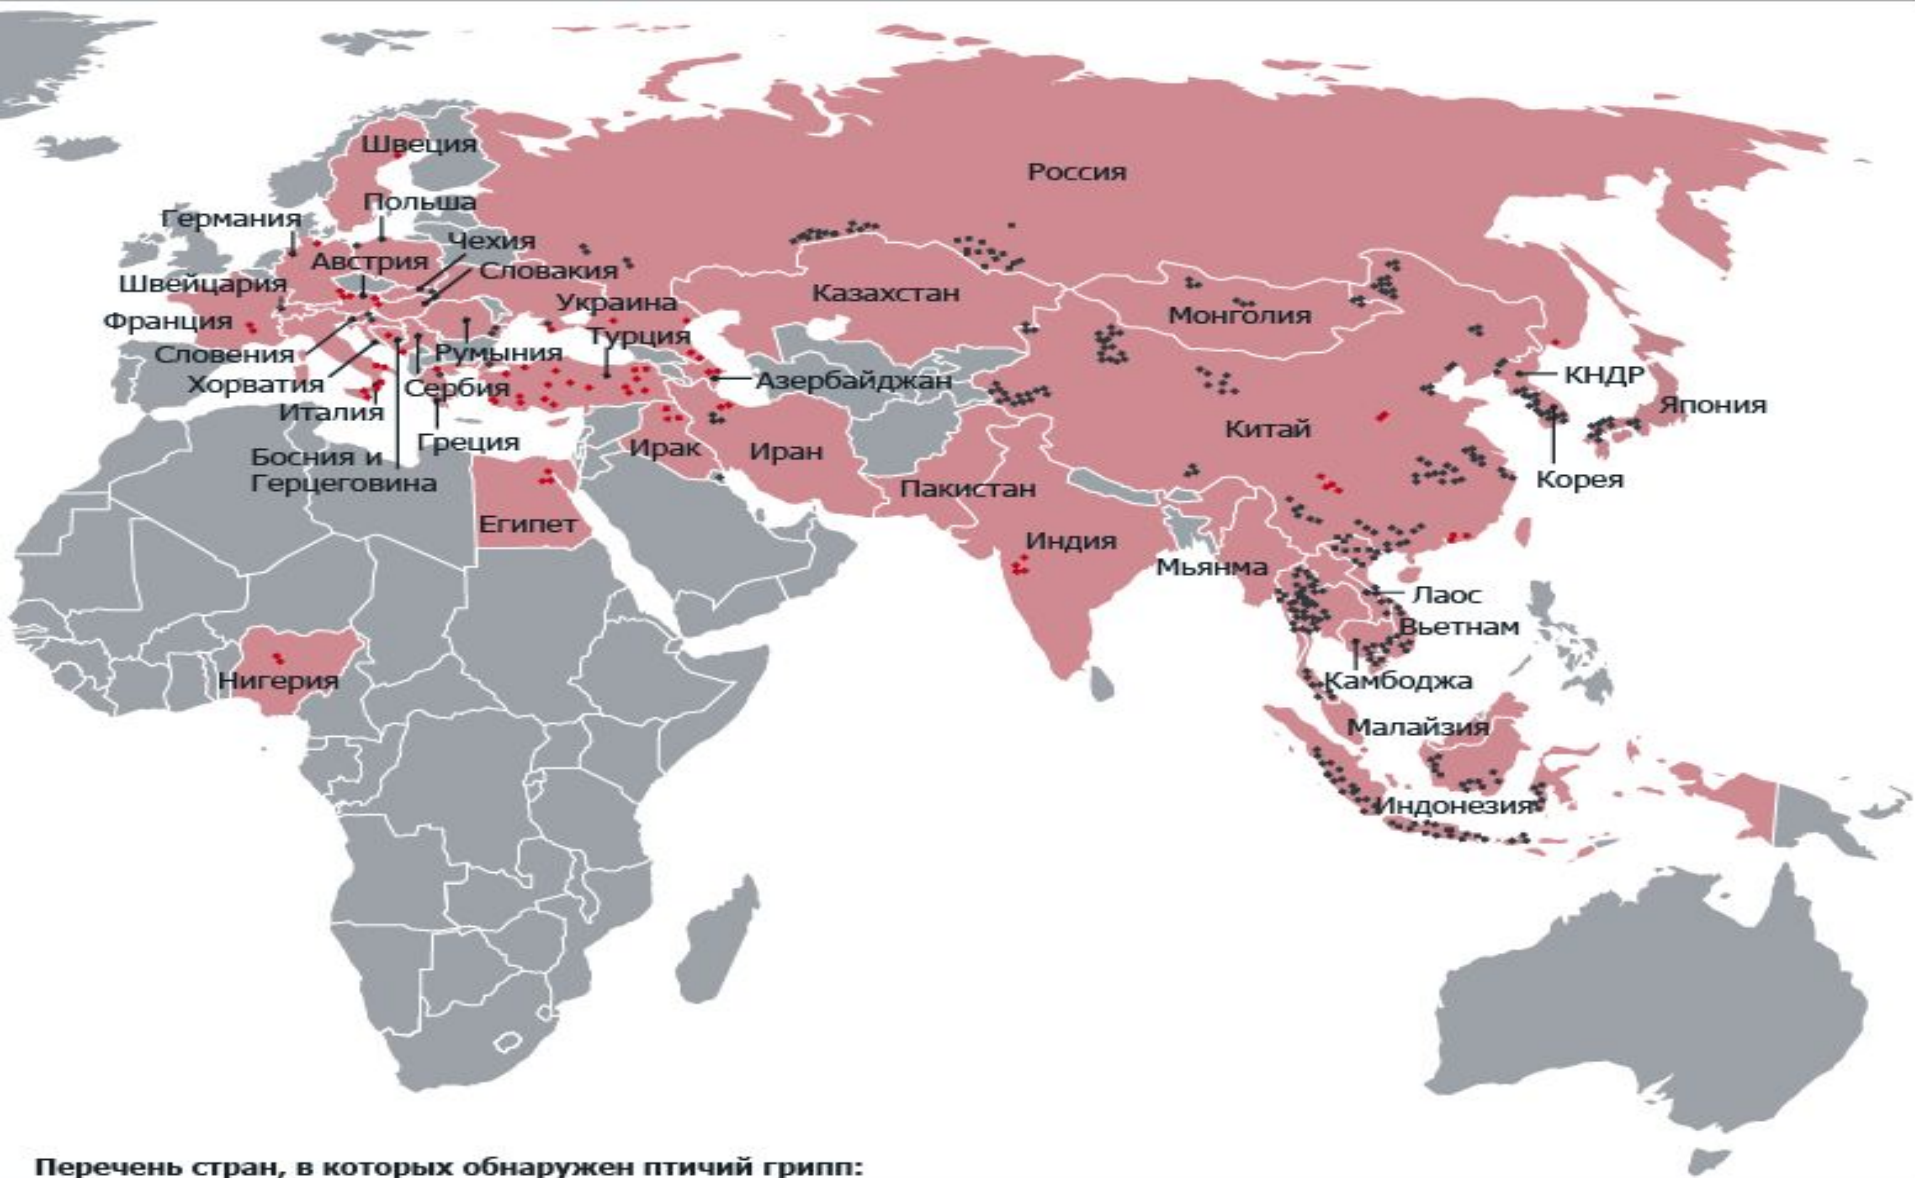 Швеция
Россия
Польша
Германия
Чехия
Австрия
Словакия
Швейцария
Украина
Казахстан
Монголия
Франция
Турция
Словения
Румыния
Хорватия
Сербия
Азербайджан
КНДР
Италия
Япония
Греция
Ирак
Иран
Китай
Босния и
Герцеговина
Пакистан
Корея
Египет
Индия
Мьянма
Лаос
Вьетнам
Нигерия
Камбоджа
Малайзия
Индонезия
Перечень стран, в которых обнаружен птичий грипп: